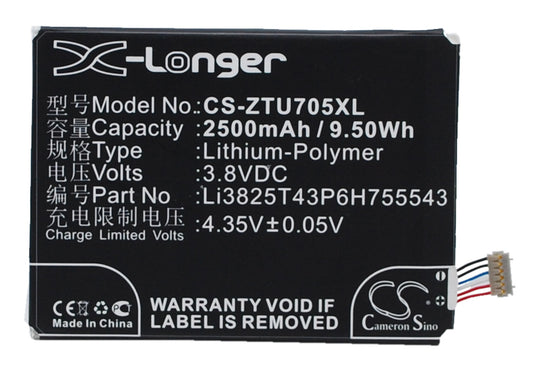 X-Longer
型号Model No.:CS-ZTU705XL
容量Capacity:2500mAh / 9.50Wh
规格Type:Lithium-Polymer
电压Volts:3.8VDC
编号Part No:Li3825T43P6H755543
充电限制电压:4.35V±0.05V
Charge Limited Volts
CE
Made In China
WARRANTY VOID IF
LABEL IS REMOVED
CS
Cameron Sino